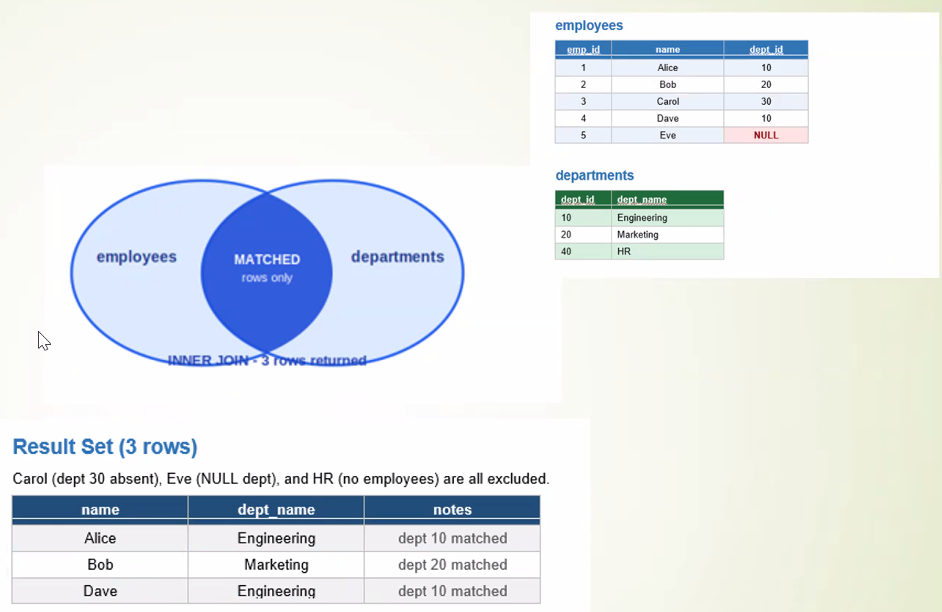 employees
emp_id name dept_id
1 Alice 10
2 Bob 20
3 Carol 30
4 Dave 10
5 Eve NULL
departments
dept_id dept_name
10 Engineering
20 Marketing
40 HR
employees MATCHED departments
rows only
INNER JOIN - 3 rows returned
Result Set (3 rows)
Carol (dept 30 absent), Eve (NULL dept), and HR (no employees) are all excluded.
name dept_name notes
Alice Engineering dept 10 matched
Bob Marketing dept 20 matched
Dave Engineering dept 10 matched